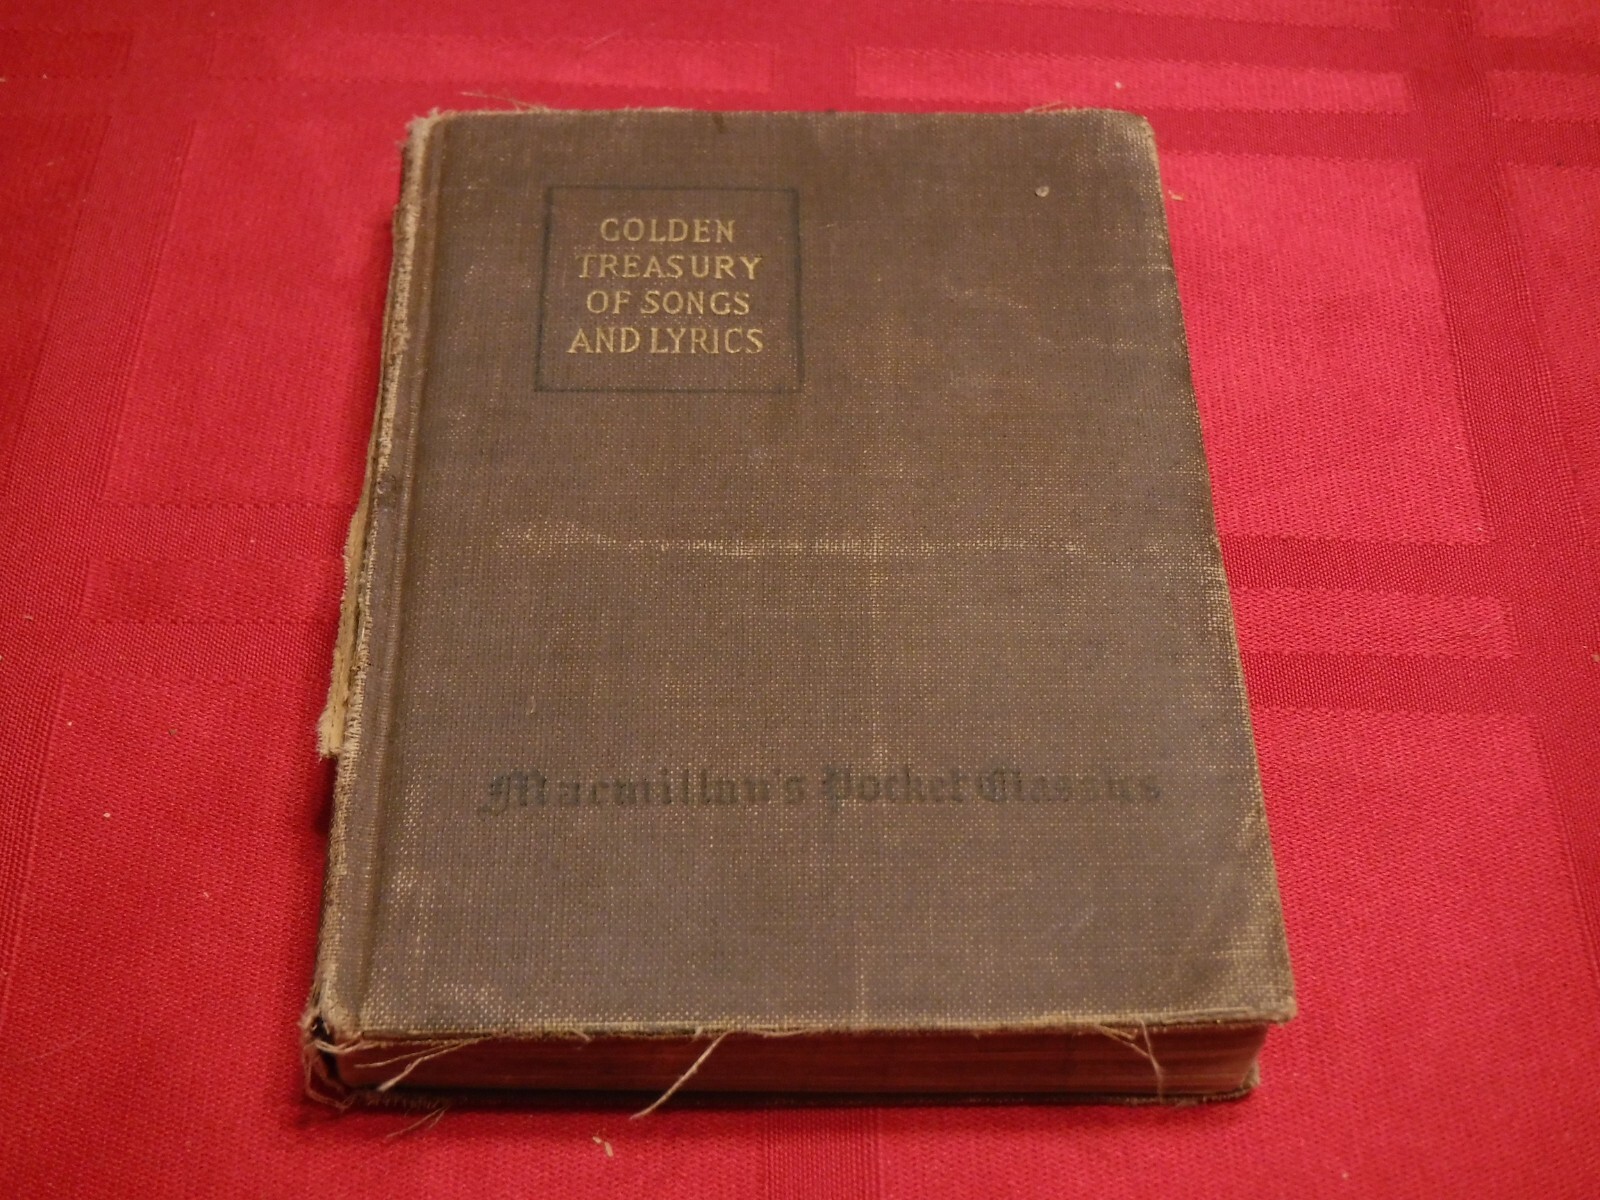 GOLDEN
TREASURY
OF SONGS
AND LYRICS
Macmillan's Pocket Classics